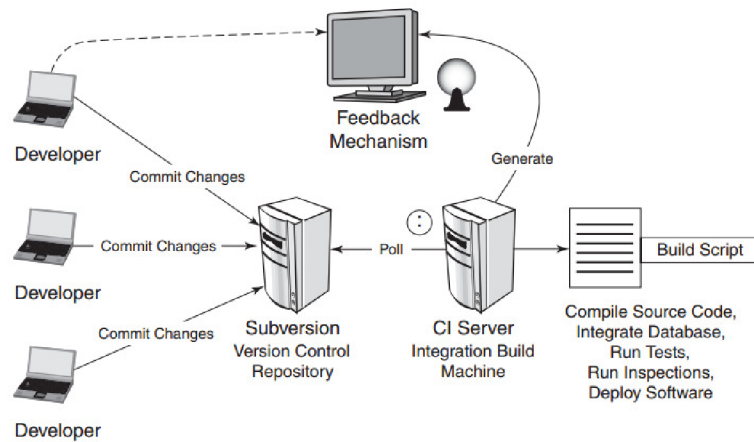 Feedback
Mechanism
Developer
Commit Changes
Generate
Developer
Commit Changes
Poll
Build Script
Developer
Commit Changes
Subversion
Version Control
Repository
CI Server
Integration Build
Machine
Compile Source Code,
Integrate Database,
Run Tests,
Run Inspections,
Deploy Software